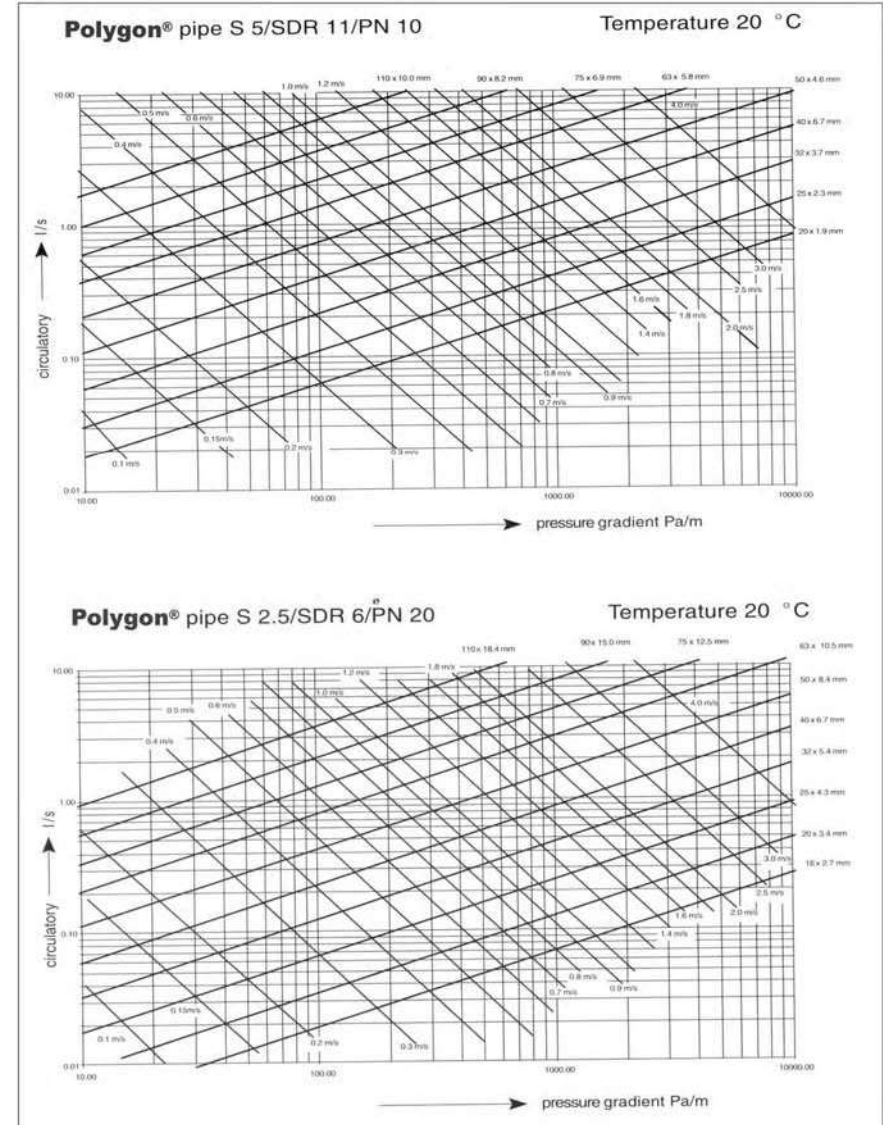 Polygon® pipe S 5/SDR 11/PN 10
Temperature 20 °C
1.0 m/s 1.2 m/s 110 x 10.0 mm 90 x 8.2 mm 75 x 6.9 mm 63 x 5.8 mm
50 x 4.6 mm
10.00
0.5 m/s
0.6 m/s
4.0 m/s
40 x 6.7 mm
0.4 m/s
32 x 3.7 mm
25 x 2.3 mm
1.00
20 x 1.9 mm
3.0 m/s
2.5 m/s
1.6 m/s
1.8 m/s
2.0 m/s
1.4 m/s
0.10
0.8 m/s
0.9 m/s
0.7 m/s
0.15m/s
0.2 m/s
0.3 m/s
0.1 m/s
0.01
10.00 100.00 1000.00 10000.00
circulatory l/s
pressure gradient Pa/m
Polygon® pipe S 2.5/SDR 6/PN 20
Temperature 20 °C
110 x 18.4 mm 90 x 15.0 mm 75 x 12.5 mm 63 x 10.5 mm
10.00
1.2 m/s
1.8 m/s
1.0 m/s
50 x 8.4 mm
0.5 m/s
0.6 m/s
4.0 m/s
40 x 6.7 mm
0.4 m/s
32 x 5.4 mm
1.00
25 x 4.3 mm
20 x 3.4 mm
3.0 m/s
16 x 2.7 mm
2.5 m/s
1.6 m/s
2.0 m/s
0.10
1.4 m/s
0.8 m/s
0.9 m/s
0.7 m/s
0.15m/s
0.1 m/s
0.2 m/s
0.3 m/s
0.01
10.00 100.00 1000.00 10000.00
circulatory l/s
pressure gradient Pa/m